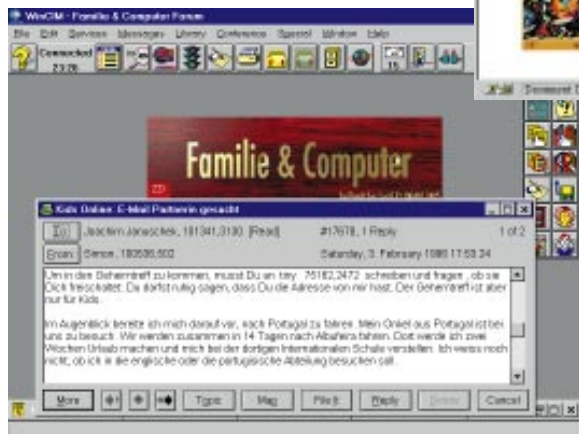 WinCIM - Familie & Computer Forum
File Edit Services Messages Library Conference Special Window Help
Connected
15
Document D
Familie & Computer
ZD
Kids Online: E-Mail Partnerin gesucht
To Joachim Januschek, 101341,3130 [Read] #17678, 1 Reply 1 of 2
From Simon, Saturday, 3. February 1996 17:53:24
Um in den Geheimtreff zu kommen, musst Du an tiny 75162,2472 schreiben und fragen , ob sie
Dich freischaltet. Du darfst ruhig sagen, dass Du die Adresse von mir hast. Der Geheimtreff ist aber
nur für Kids.
Im Augenblick bereite ich mich darauf vor, nach Portugal zu fahren. Mein Onkel aus Portugal ist bei
uns zu besuch. Wir werden zusammen in 14 Tagen nach Albufeira fahren. Dort werde ich zwei
Wochen Urlaub machen und mich bei der dortigen Internationalen Schule vorstellen. Ich weiss noch
nicht, ob ich in die englische oder die portugisische Abteilung besuchen soll.
More Topic Map File It Reply Delete Cancel